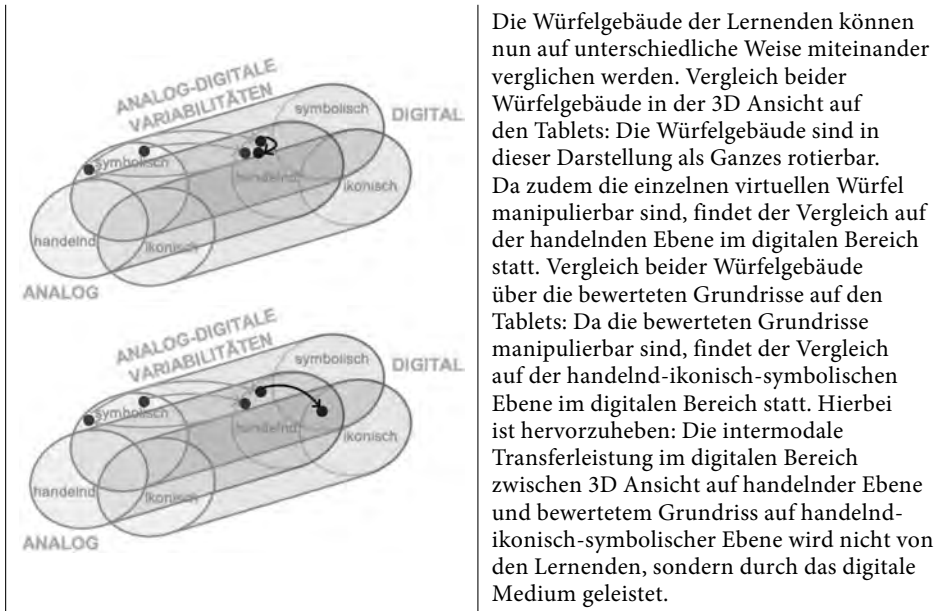 ANALOG-DIGITALE
VARIABILITÄTEN
symbolisch
DIGITAL
symbolisch
handelnd
ikonisch
handelnd
ikonisch
ANALOG
ANALOG-DIGITALE
VARIABILITÄTEN
symbolisch
DIGITAL
symbolisch
handelnd
ikonisch
handelnd
ikonisch
ANALOG
Die Würfelgebäude der Lernenden können
nun auf unterschiedliche Weise miteinander
verglichen werden. Vergleich beider
Würfelgebäude in der 3D Ansicht auf
den Tablets: Die Würfelgebäude sind in
dieser Darstellung als Ganzes rotierbar.
Da zudem die einzelnen virtuellen Würfel
manipulierbar sind, findet der Vergleich auf
der handelnden Ebene im digitalen Bereich
statt. Vergleich beider Würfelgebäude
über die bewerteten Grundrisse auf den
Tablets: Da die bewerteten Grundrisse
manipulierbar sind, findet der Vergleich
auf der handelnd-ikonisch-symbolischen
Ebene im digitalen Bereich statt. Hierbei
ist hervorzuheben: Die intermodale
Transferleistung im digitalen Bereich
zwischen 3D Ansicht auf handelnder Ebene
und bewertetem Grundriss auf handelnd-
ikonisch-symbolischer Ebene wird nicht von
den Lernenden, sondern durch das digitale
Medium geleistet.